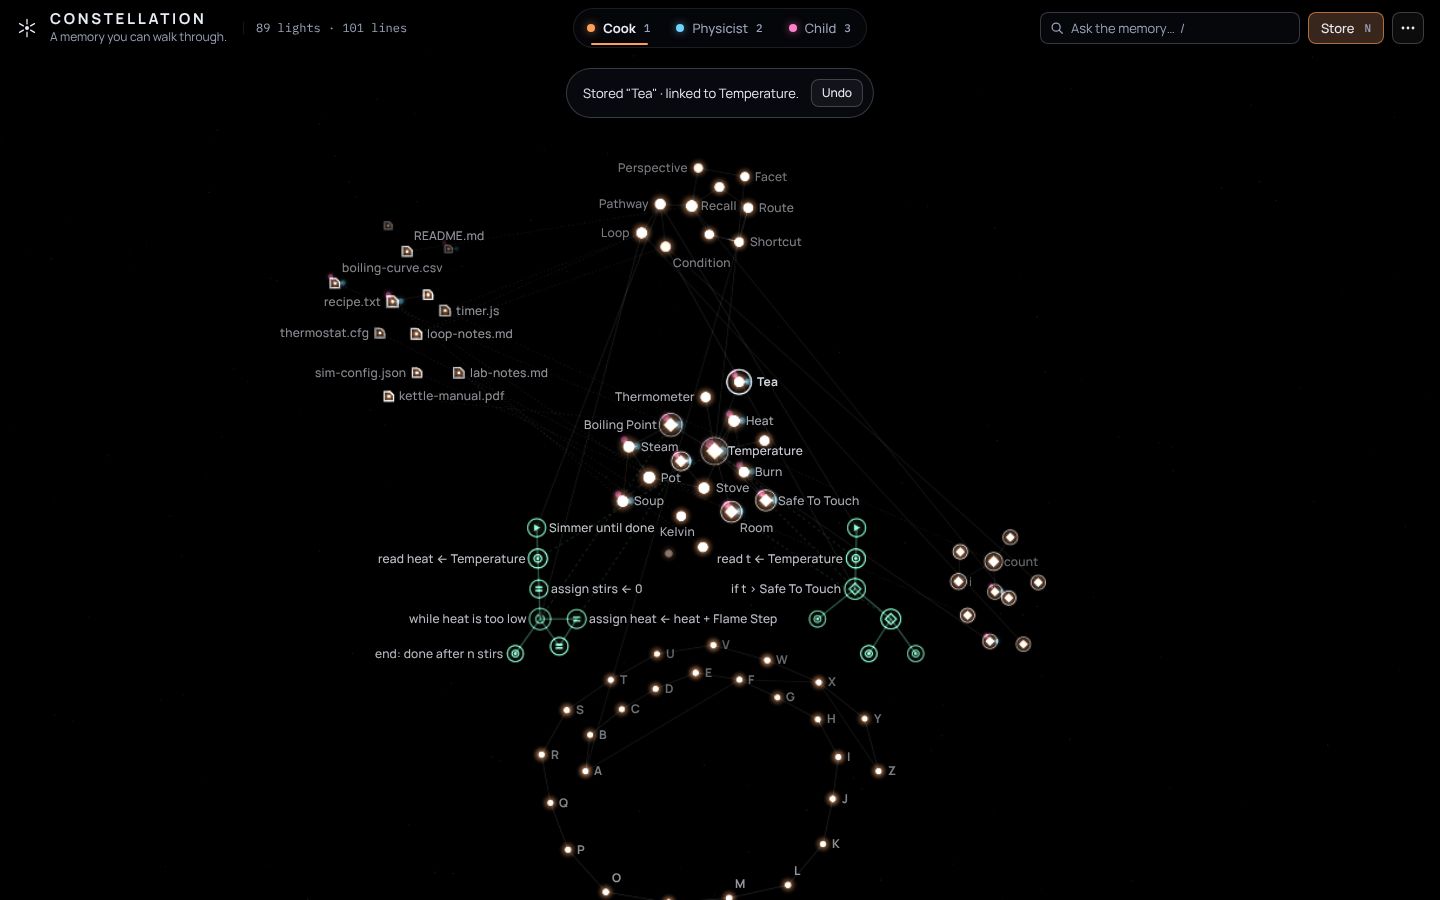 CONSTELLATION
A memory you can walk through.
89 lights · 101 lines
Cook 1
Physicist 2
Child 3
Ask the memory… /
Store N
Stored "Tea" · linked to Temperature.
Undo
Perspective
Facet
Pathway
Recall
Route
Loop
Shortcut
Condition
README.md
boiling-curve.csv
recipe.txt
timer.js
thermostat.cfg
loop-notes.md
sim-config.json
lab-notes.md
kettle-manual.pdf
Tea
Thermometer
Boiling Point
Heat
Steam
Temperature
Burn
Pot
Stove
Soup
Safe To Touch
Kelvin
Room
Simmer until done
read heat ← Temperature
read t ← Temperature
assign stirs ← 0
if t > Safe To Touch
while heat is too low
assign heat ← heat + Flame Step
end: done after n stirs
count
i
U
V
W
T
D
E
F
X
S
C
G
H
Y
B
R
A
I
Z
Q
J
P
K
O
M
L